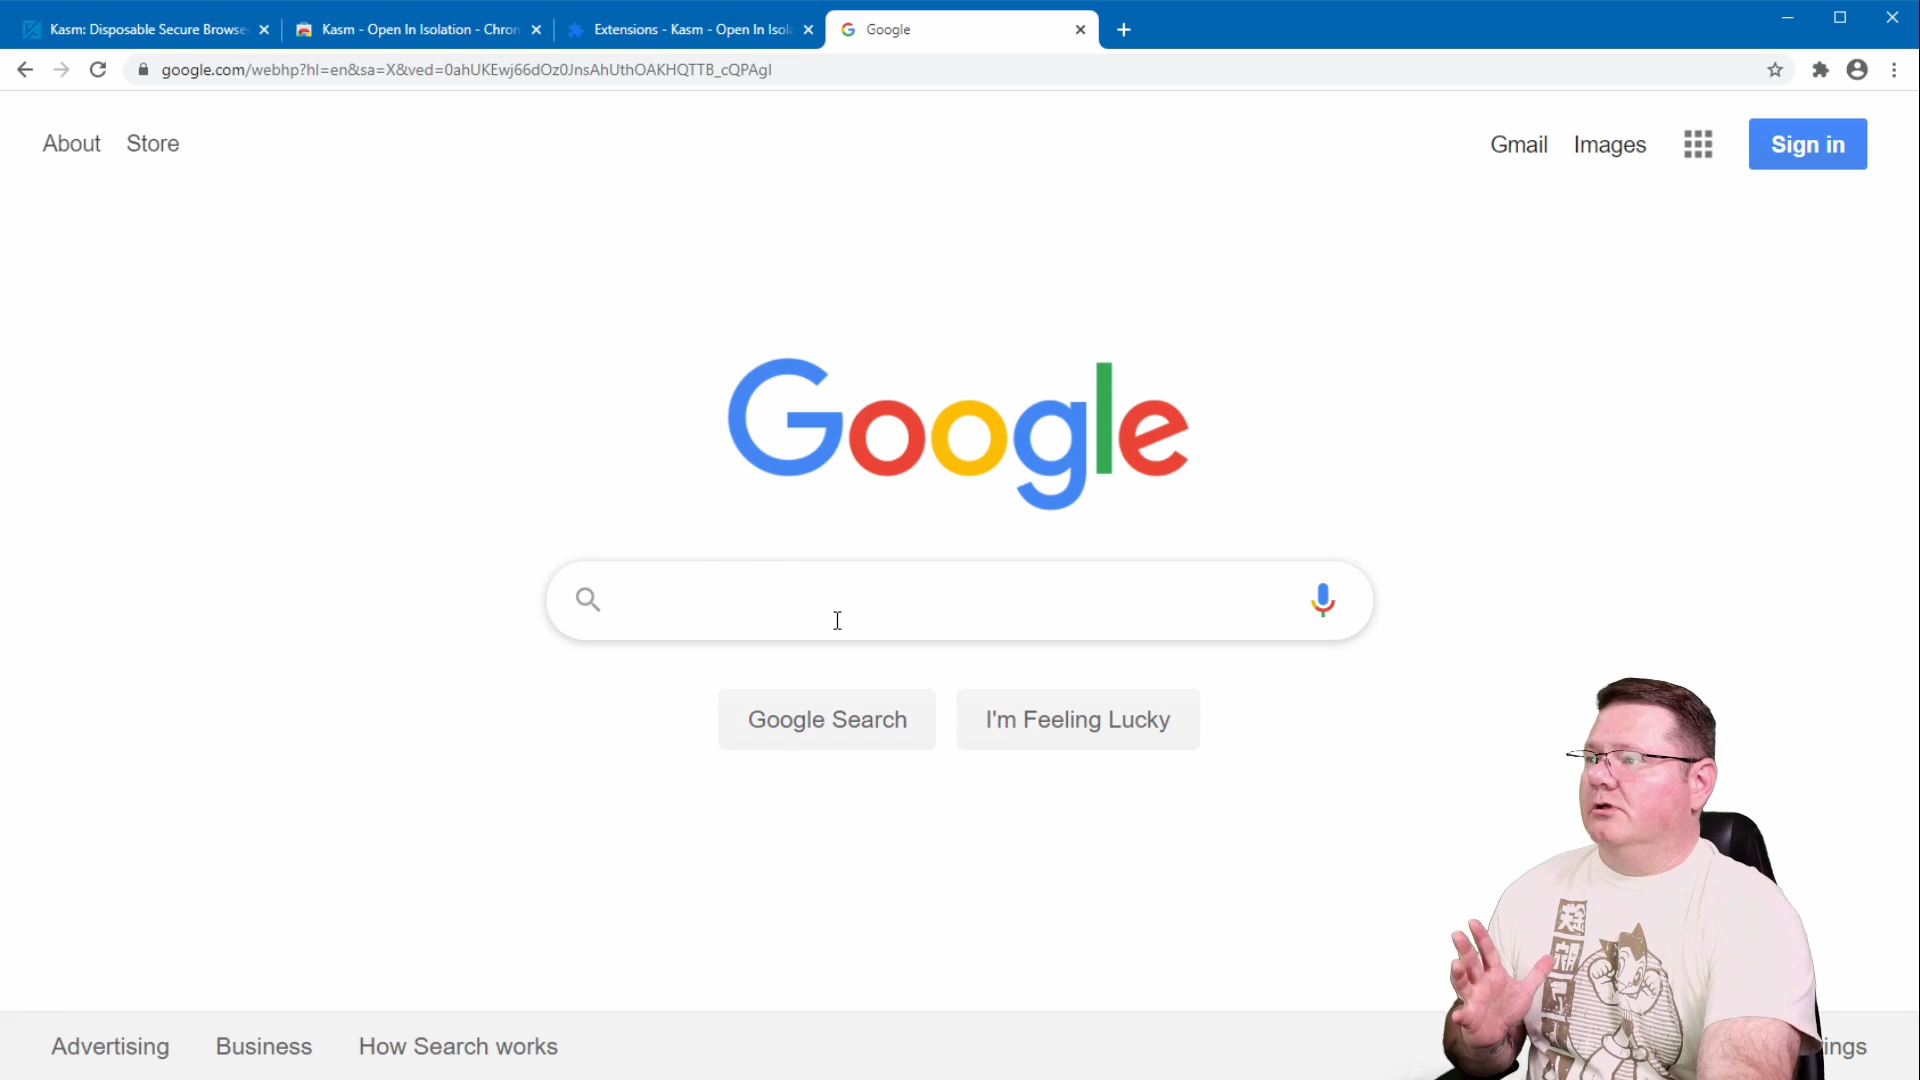 Kasm: Disposable Secure Browse
Kasm - Open In Isolation - Chrom
Extensions - Kasm - Open In Isola
Google
google.com/webhp?hl=en&sa=X&ved=0ahUKEwj66dOz0JnsAhUthOAKHQTTB_cQPAgI
About
Store
Gmail
Images
Sign in
Google
Google Search
I'm Feeling Lucky
Advertising
Business
How Search works
ings